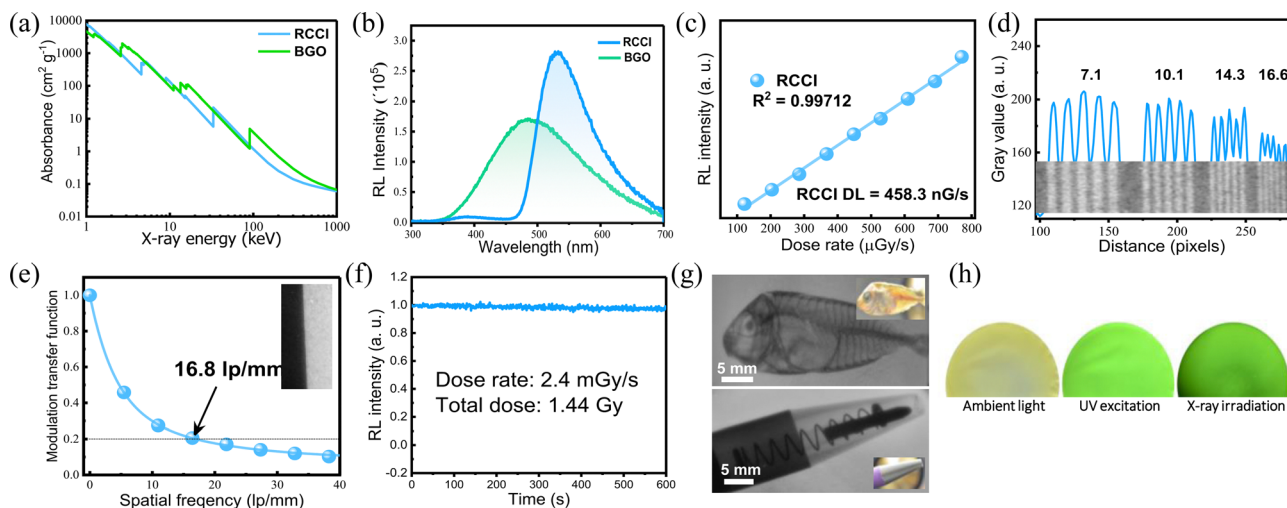 (a)
Absorbance (cm² g⁻¹)
10000
1000
100
10
1
0.1
0.01
1
10
100
1000
X-ray energy (keV)
RCCI
BGO
(b)
RL Intensity (´10⁵)
3.0
2.5
2.0
1.5
1.0
0.5
0.0
300
400
500
600
700
Wavelength (nm)
RCCI
BGO
(c)
RL intensity (a. u.)
RCCI
R² = 0.99712
RCCI DL = 458.3 nG/s
100 200 300 400 500 600 700 800
Dose rate (μGy/s)
(d)
Gray value (a. u.)
240
200
160
120
7.1
10.1
14.3
16.6
100
150
200
250
Distance (pixels)
(e)
Modulation transfer function
1.0
0.8
0.6
0.4
0.2
0.0
16.8 lp/mm
0
10
20
30
40
Spatial freqency (lp/mm)
(f)
RL intensity (a. u.)
1.2
1.0
0.8
0.6
0.4
0.2
0.0
-0.2
Dose rate: 2.4 mGy/s
Total dose: 1.44 Gy
0 100 200 300 400 500 600
Time (s)
(g)
5 mm
5 mm
(h)
Ambient light
UV excitation
X-ray irradiation